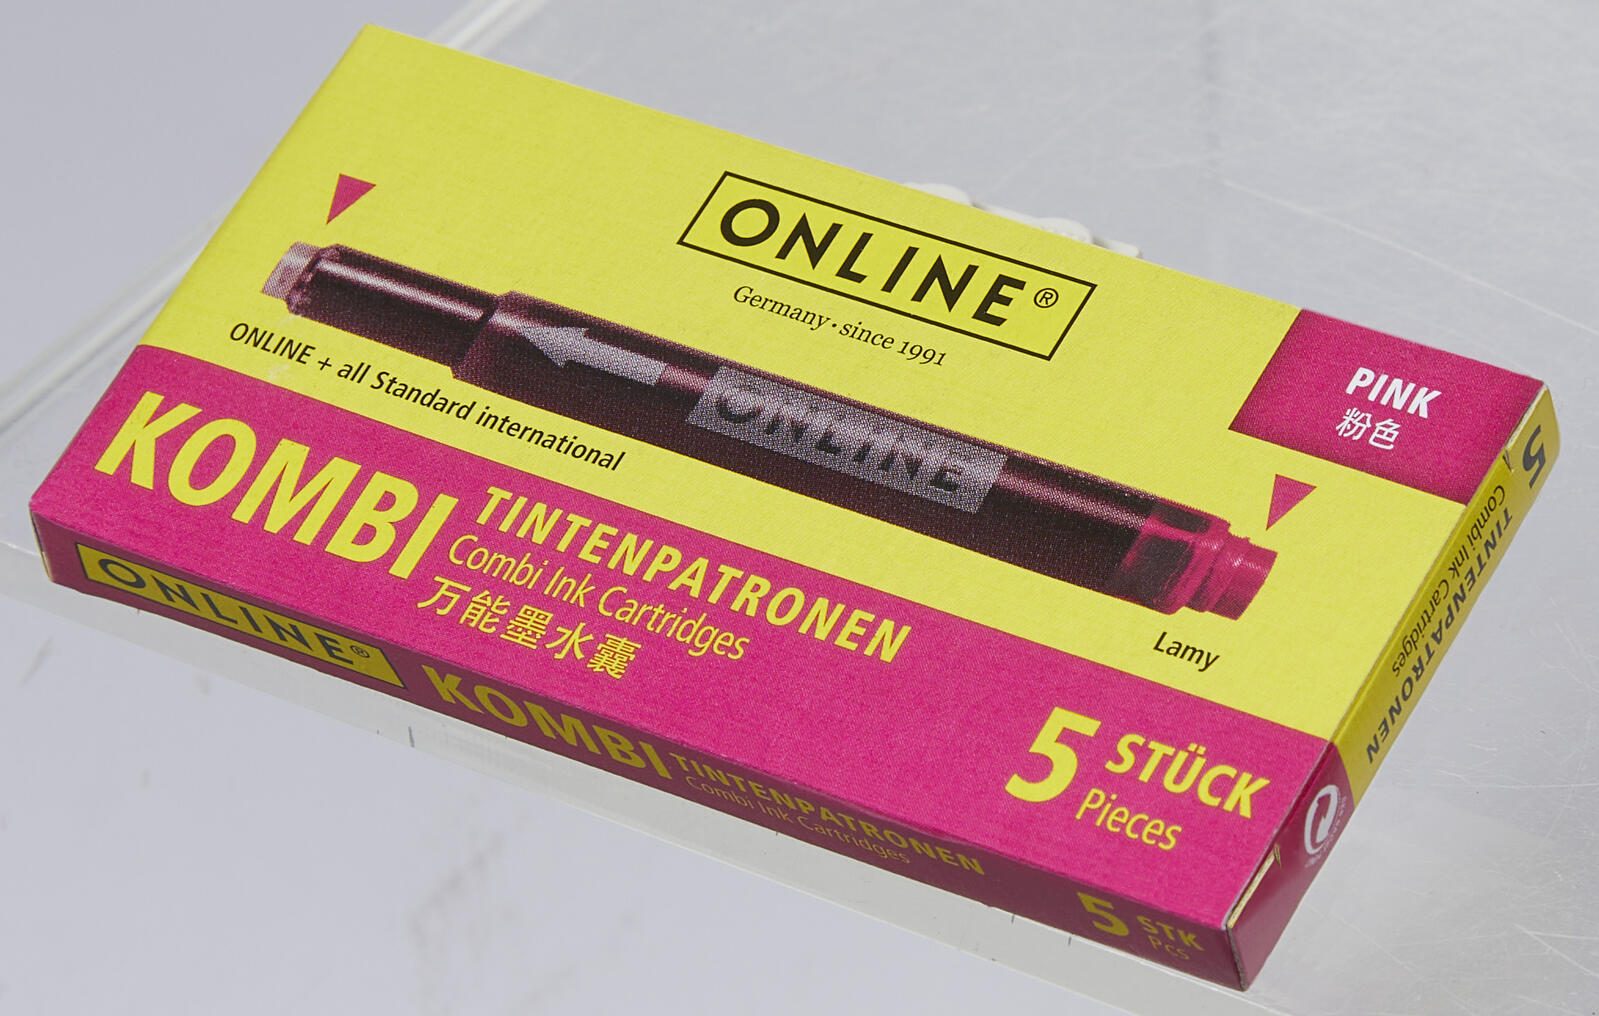 ONLINE®
Germany · since 1991
PINK
粉色
ONLINE
ONLINE + all Standard international
Lamy
KOMBI
TINTENPATRONEN
Combi Ink Cartridges
万能墨水囊
5 STÜCK
Pieces
ONLINE®
KOMBI TINTENPATRONEN
Combi Ink Cartridges
5 STK
Pcs
5
TINTENPATRONEN
Combi Ink Cartridges